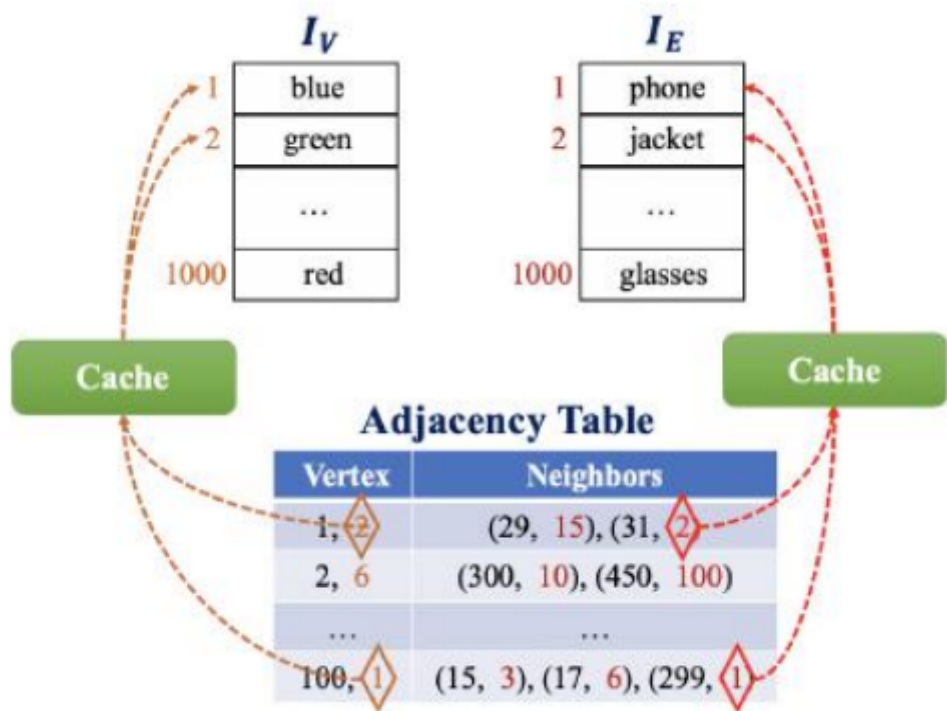 I_V I_E
1 blue 1 phone
2 green 2 jacket
... ...
1000 red 1000 glasses
Cache Cache
Adjacency Table
Vertex Neighbors
1, 2 (29, 15), (31, 2)
2, 6 (300, 10), (450, 100)
... ...
100, 1 (15, 3), (17, 6), (299, 1)